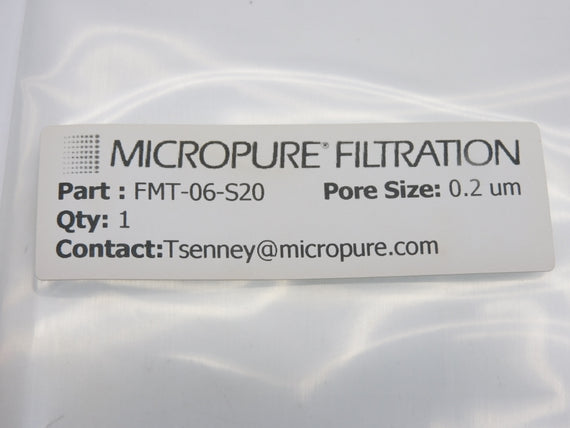 MICROPURE® FILTRATION
Part : FMT-06-S20 Pore Size: 0.2 um
Qty: 1
Contact:Tsenney@micropure.com